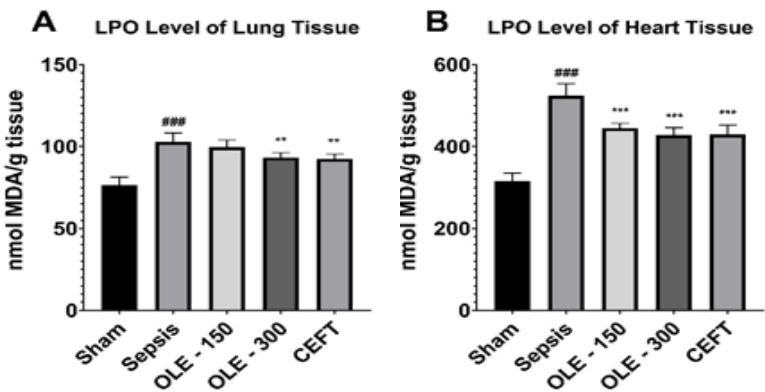 A LPO Level of Lung Tissue
nmol MDA/g tissue
150
100
50
0
###
**
**
Sham
Sepsis
OLE - 150
OLE - 300
CEFT
B LPO Level of Heart Tissue
nmol MDA/g tissue
600
400
200
0
###
***
***
***
Sham
Sepsis
OLE - 150
OLE - 300
CEFT